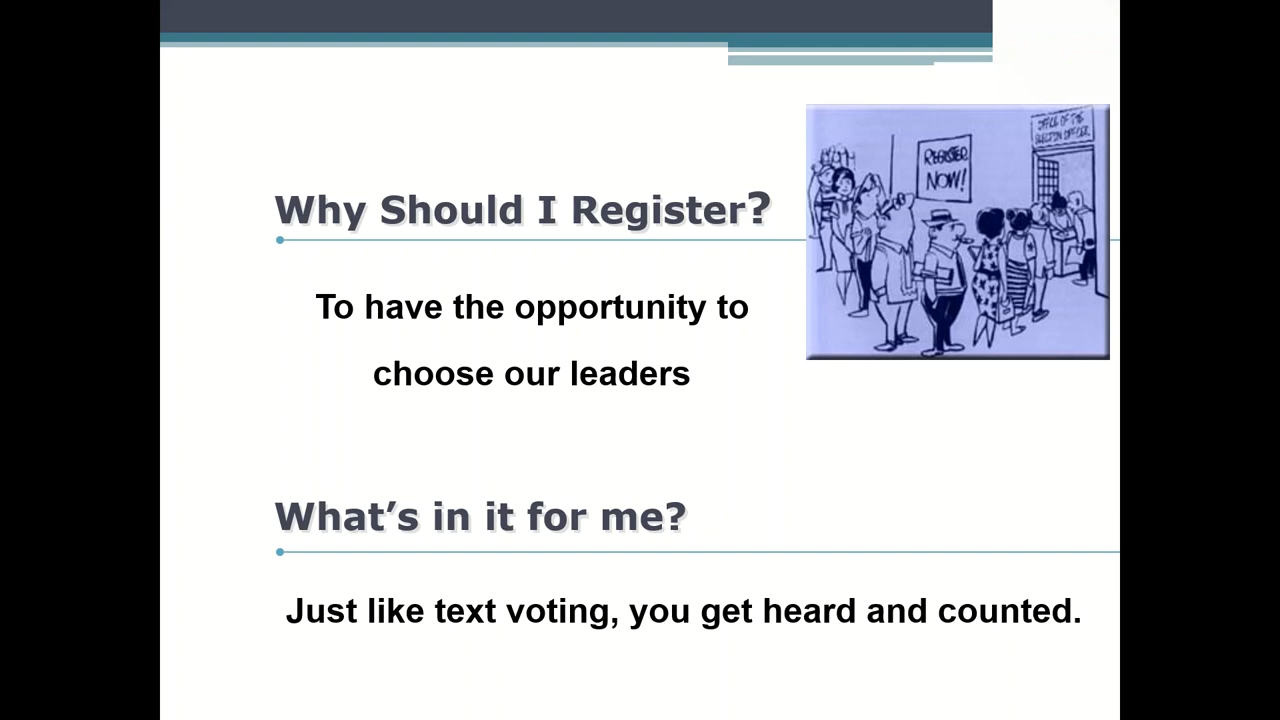 OFFICE OF THE
ELECTION OFFICER
REGISTER
NOW!
Why Should I Register?
To have the opportunity to
choose our leaders
What’s in it for me?
Just like text voting, you get heard and counted.